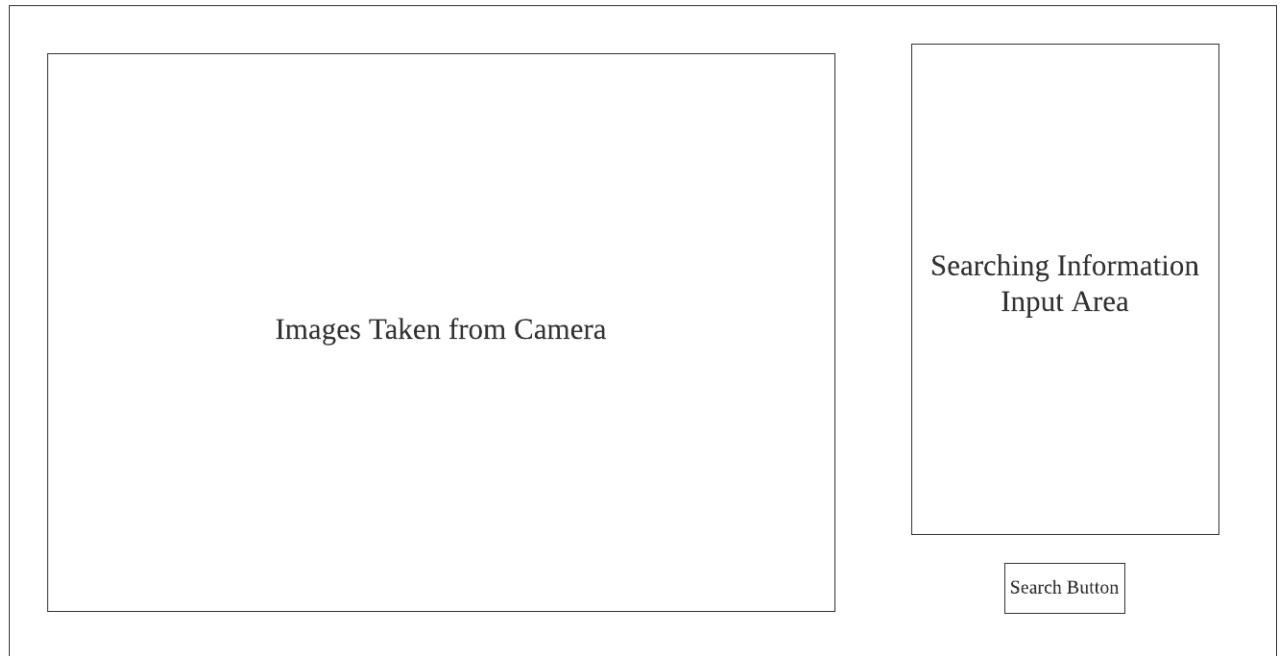 Images Taken from Camera
Searching Information
Input Area
Search Button